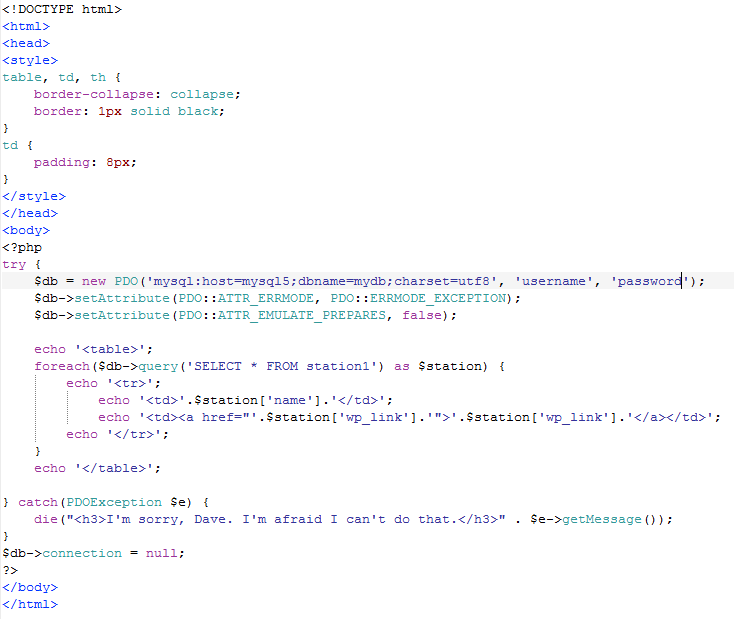 <!DOCTYPE html>
<html>
<head>
<style>
table, td, th {
    border-collapse: collapse;
    border: 1px solid black;
}
td {
    padding: 8px;
}
</style>
</head>
<body>
<?php
try {
    $db = new PDO('mysql:host=mysql5;dbname=mydb;charset=utf8', 'username', 'password');
    $db->setAttribute(PDO::ATTR_ERRMODE, PDO::ERRMODE_EXCEPTION);
    $db->setAttribute(PDO::ATTR_EMULATE_PREPARES, false);

    echo '<table>';
    foreach($db->query('SELECT * FROM station1') as $station) {
        echo '<tr>';
            echo '<td>'.$station['name'].'</td>';
            echo '<td><a href="'.$station['wp_link'].'">'.$station['wp_link'].'</a></td>';
        echo '</tr>';
    }
    echo '</table>';

} catch(PDOException $e) {
    die("<h3>I'm sorry, Dave. I'm afraid I can't do that.</h3>" . $e->getMessage());
}
$db->connection = null;
?>
</body>
</html>